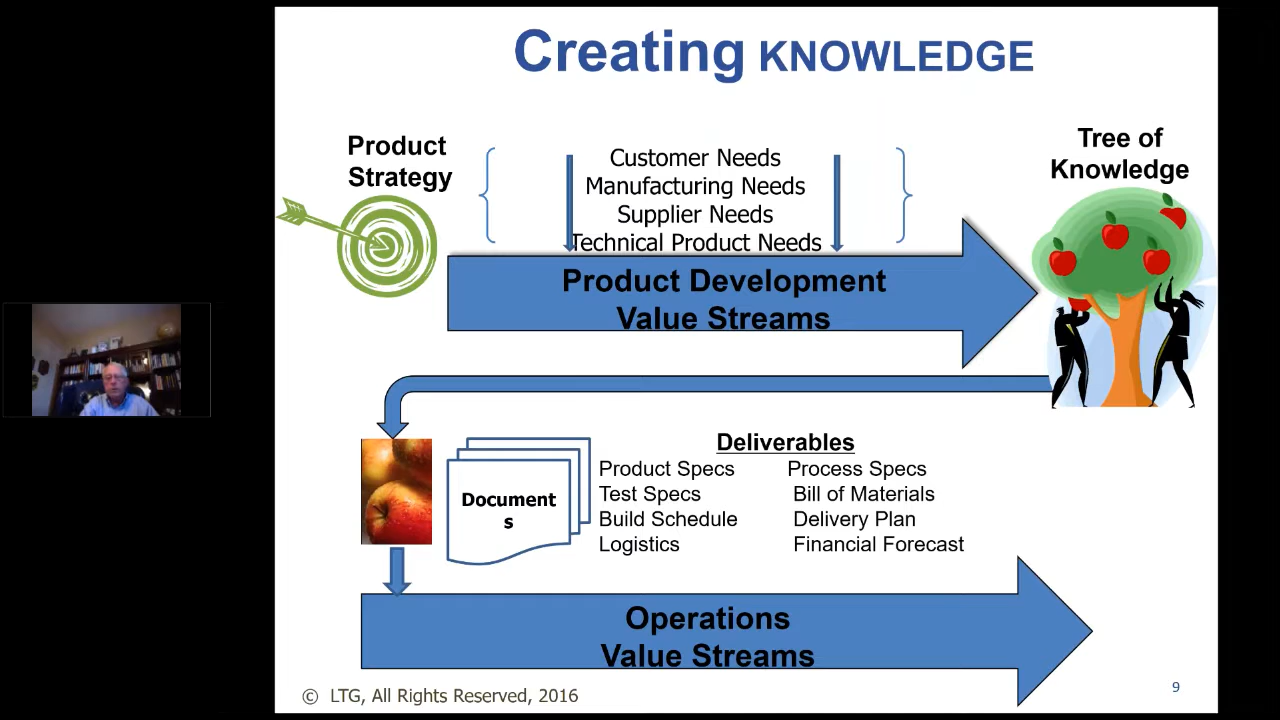 Creating KNOWLEDGE
Product
Strategy
Customer Needs
Manufacturing Needs
Supplier Needs
Technical Product Needs
Tree of
Knowledge
Product Development
Value Streams
Document
s
Deliverables
Product Specs Process Specs
Test Specs Bill of Materials
Build Schedule Delivery Plan
Logistics Financial Forecast
Operations
Value Streams
© LTG, All Rights Reserved, 2016
9